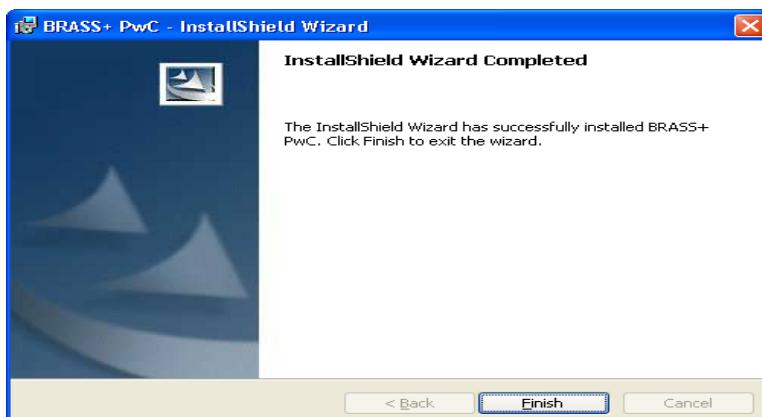 BRASS+ PwC - InstallShield Wizard
InstallShield Wizard Completed
The InstallShield Wizard has successfully installed BRASS+
PwC. Click Finish to exit the wizard.
< Back
Finish
Cancel